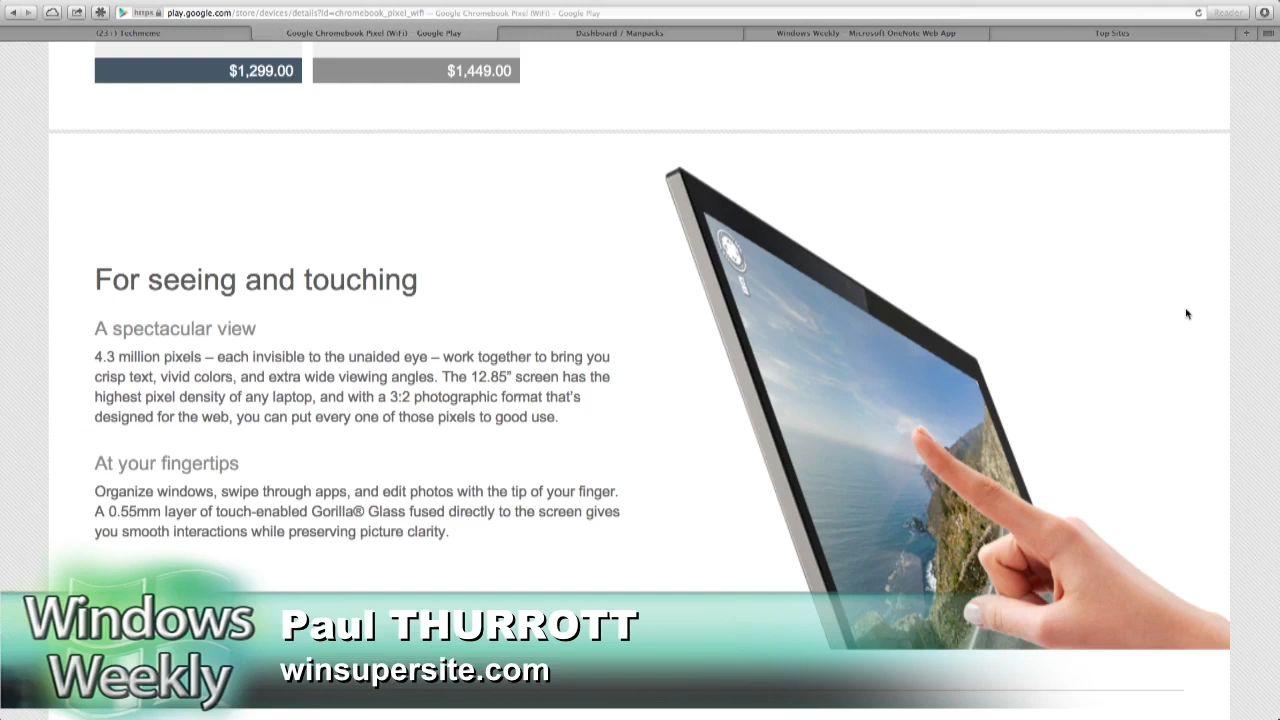 https play.google.com/store/devices/details?id=chromebook_pixel_wifi — Google Chromebook Pixel (WiFi) – Google Play
Reader
(23+) Techmeme
Google Chromebook Pixel (WiFi) – Google Play
Dashboard / Manpacks
Windows Weekly – Microsoft OneNote Web App
Top Sites
$1,299.00
$1,449.00
For seeing and touching
A spectacular view
4.3 million pixels – each invisible to the unaided eye – work together to bring you
crisp text, vivid colors, and extra wide viewing angles. The 12.85” screen has the
highest pixel density of any laptop, and with a 3:2 photographic format that’s
designed for the web, you can put every one of those pixels to good use.
At your fingertips
Organize windows, swipe through apps, and edit photos with the tip of your finger.
A 0.55mm layer of touch-enabled Gorilla® Glass fused directly to the screen gives
you smooth interactions while preserving picture clarity.
Windows
Weekly
Paul THURROTT
winsupersite.com